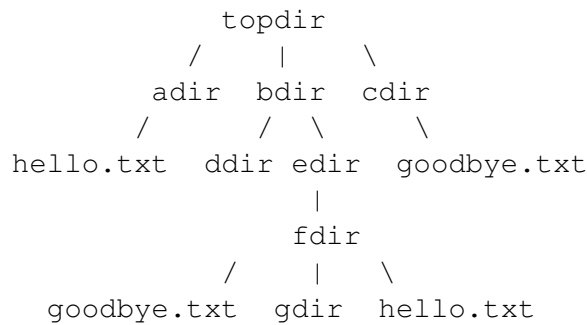 topdir
/ | \
adir bdir cdir
/ / \ \
hello.txt ddir edir goodbye.txt
|
fdir
/ | \
goodbye.txt gdir hello.txt